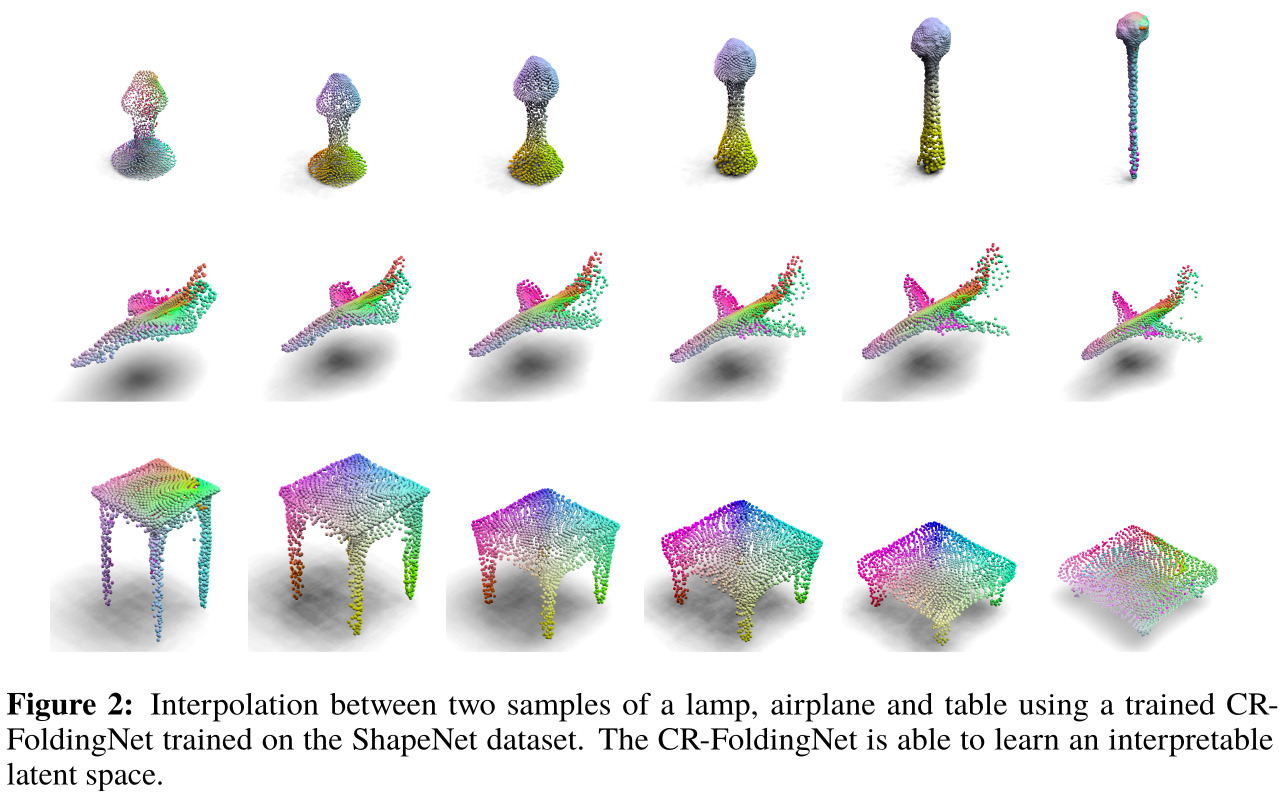 Figure 2: Interpolation between two samples of a lamp, airplane and table using a trained CR-
FoldingNet trained on the ShapeNet dataset. The CR-FoldingNet is able to learn an interpretable
latent space.